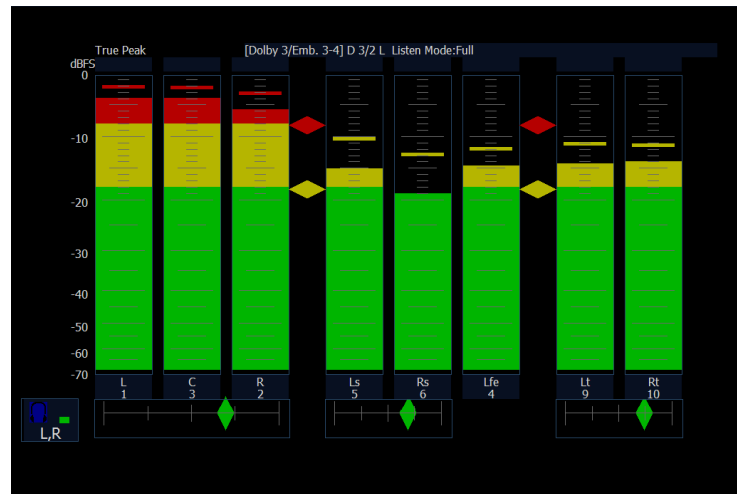 True Peak [Dolby 3/Emb. 3-4] D 3/2 L Listen Mode:Full
dBFS
0
-10
-20
-30
-40
-50
-60
-70
L C R Ls Rs Lfe Lt Rt
1 3 2 5 6 4 9 10
L,R